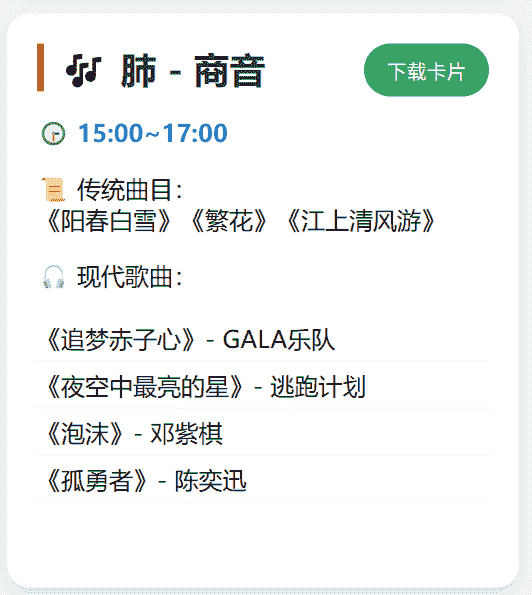 🎶 肺 - 商音
下载卡片
🕞 15:00~17:00
📜 传统曲目：
《阳春白雪》《繁花》《江上清风游》
🎧 现代歌曲：
《追梦赤子心》- GALA乐队
《夜空中最亮的星》- 逃跑计划
《泡沫》- 邓紫棋
《孤勇者》- 陈奕迅